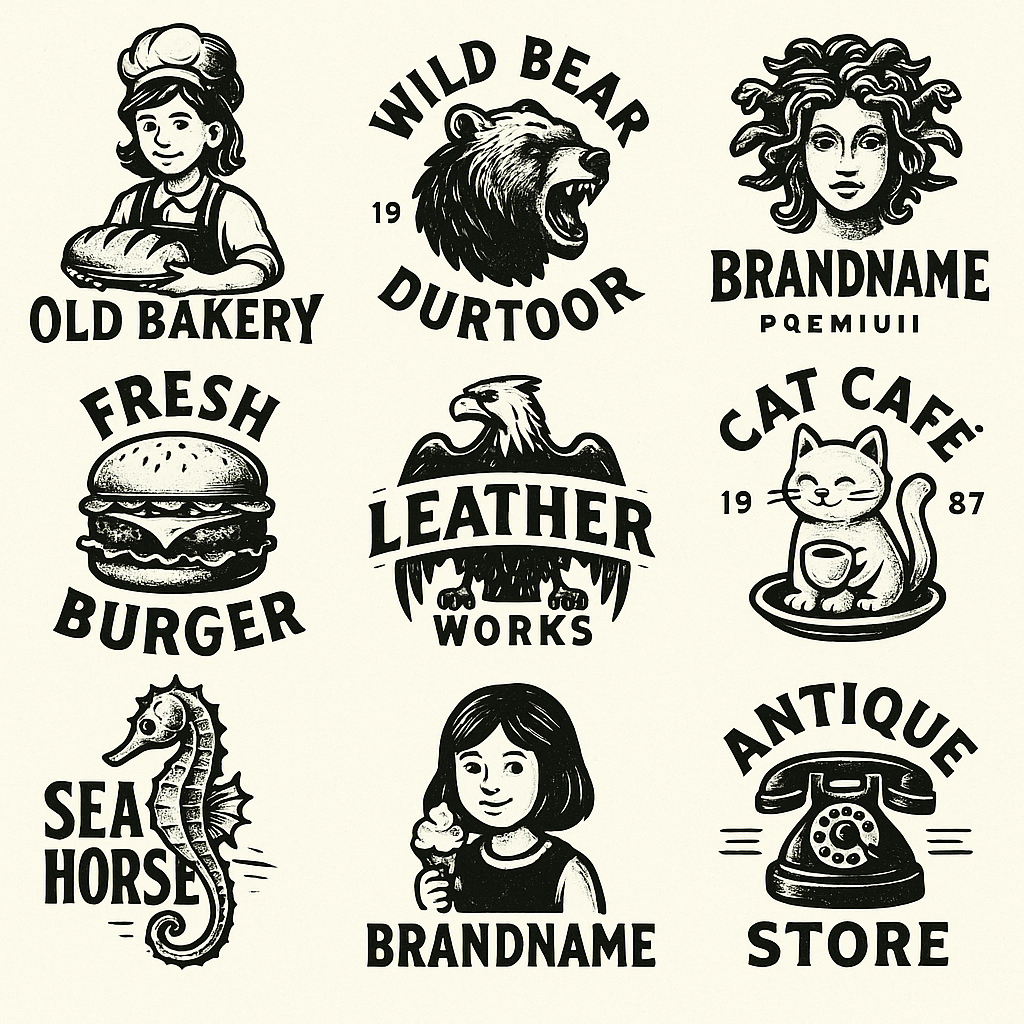 OLD BAKERY
WILD BEAR
19
DURTOOR
BRANDNAME
PQEMIUII
FRESH
BURGER
LEATHER
WORKS
CAT CAFÉ
19 87
SEA
HORSE
BRANDNAME
ANTIQUE
STORE